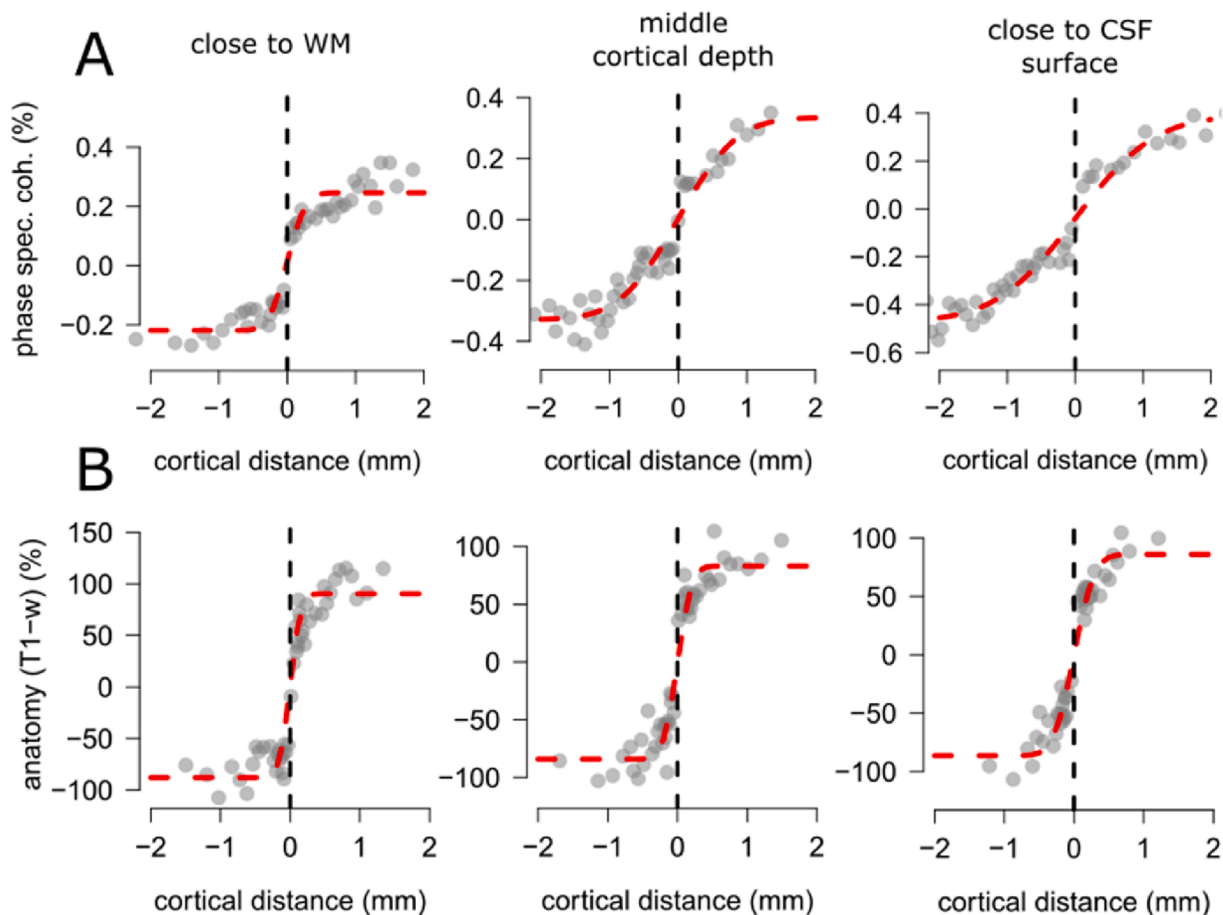 A
close to WM
middle
cortical depth
close to CSF
surface
phase spec. coh. (%)
0.4
0.2
0.0
−0.2
−2 −1 0 1 2
cortical distance (mm)
0.4
0.2
0.0
−0.2
−0.4
−2 −1 0 1 2
cortical distance (mm)
0.4
0.2
0.0
−0.2
−0.4
−0.6
−2 −1 0 1 2
cortical distance (mm)
B
anatomy (T1−w) (%)
150
100
50
0
−50
−100
−2 −1 0 1 2
cortical distance (mm)
100
50
0
−50
−100
−2 −1 0 1 2
cortical distance (mm)
100
50
0
−50
−100
−2 −1 0 1 2
cortical distance (mm)